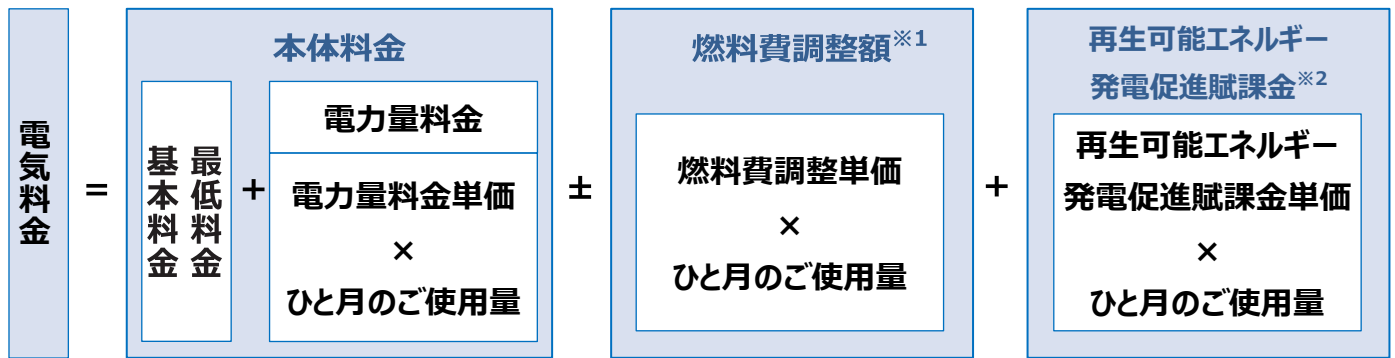 電気料金
=
本体料金
最低料金
基本料金
+
電力量料金
電力量料金単価
×
ひと月のご使用量
±
燃料費調整額※1
燃料費調整単価
×
ひと月のご使用量
+
再生可能エネルギー
発電促進賦課金※2
再生可能エネルギー
発電促進賦課金単価
×
ひと月のご使用量